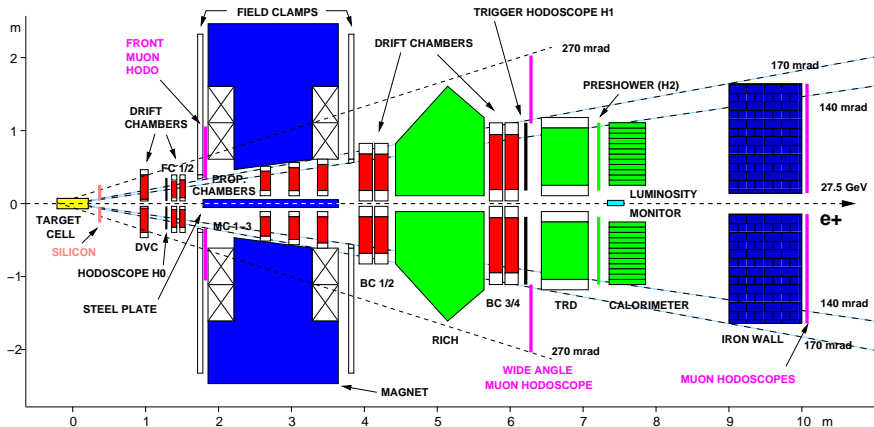 FIELD CLAMPS
TRIGGER HODOSCOPE H1
m
FRONT
MUON
HODO
DRIFT CHAMBERS
270 mrad
170 mrad
2
PRESHOWER (H2)
140 mrad
DRIFT
CHAMBERS
1
FC 1/2
PROP.
CHAMBERS
27.5 GeV
0
LUMINOSITY
TARGET
CELL
MONITOR
e+
SILICON
DVC
MC 1-3
HODOSCOPE H0
-1
STEEL PLATE
BC 1/2
BC 3/4
TRD
CALORIMETER
140 mrad
RICH
IRON WALL
170 mrad
-2
270 mrad
WIDE ANGLE
MUON HODOSCOPE
MUON HODOSCOPES
MAGNET
0 1 2 3 4 5 6 7 8 9 10 m